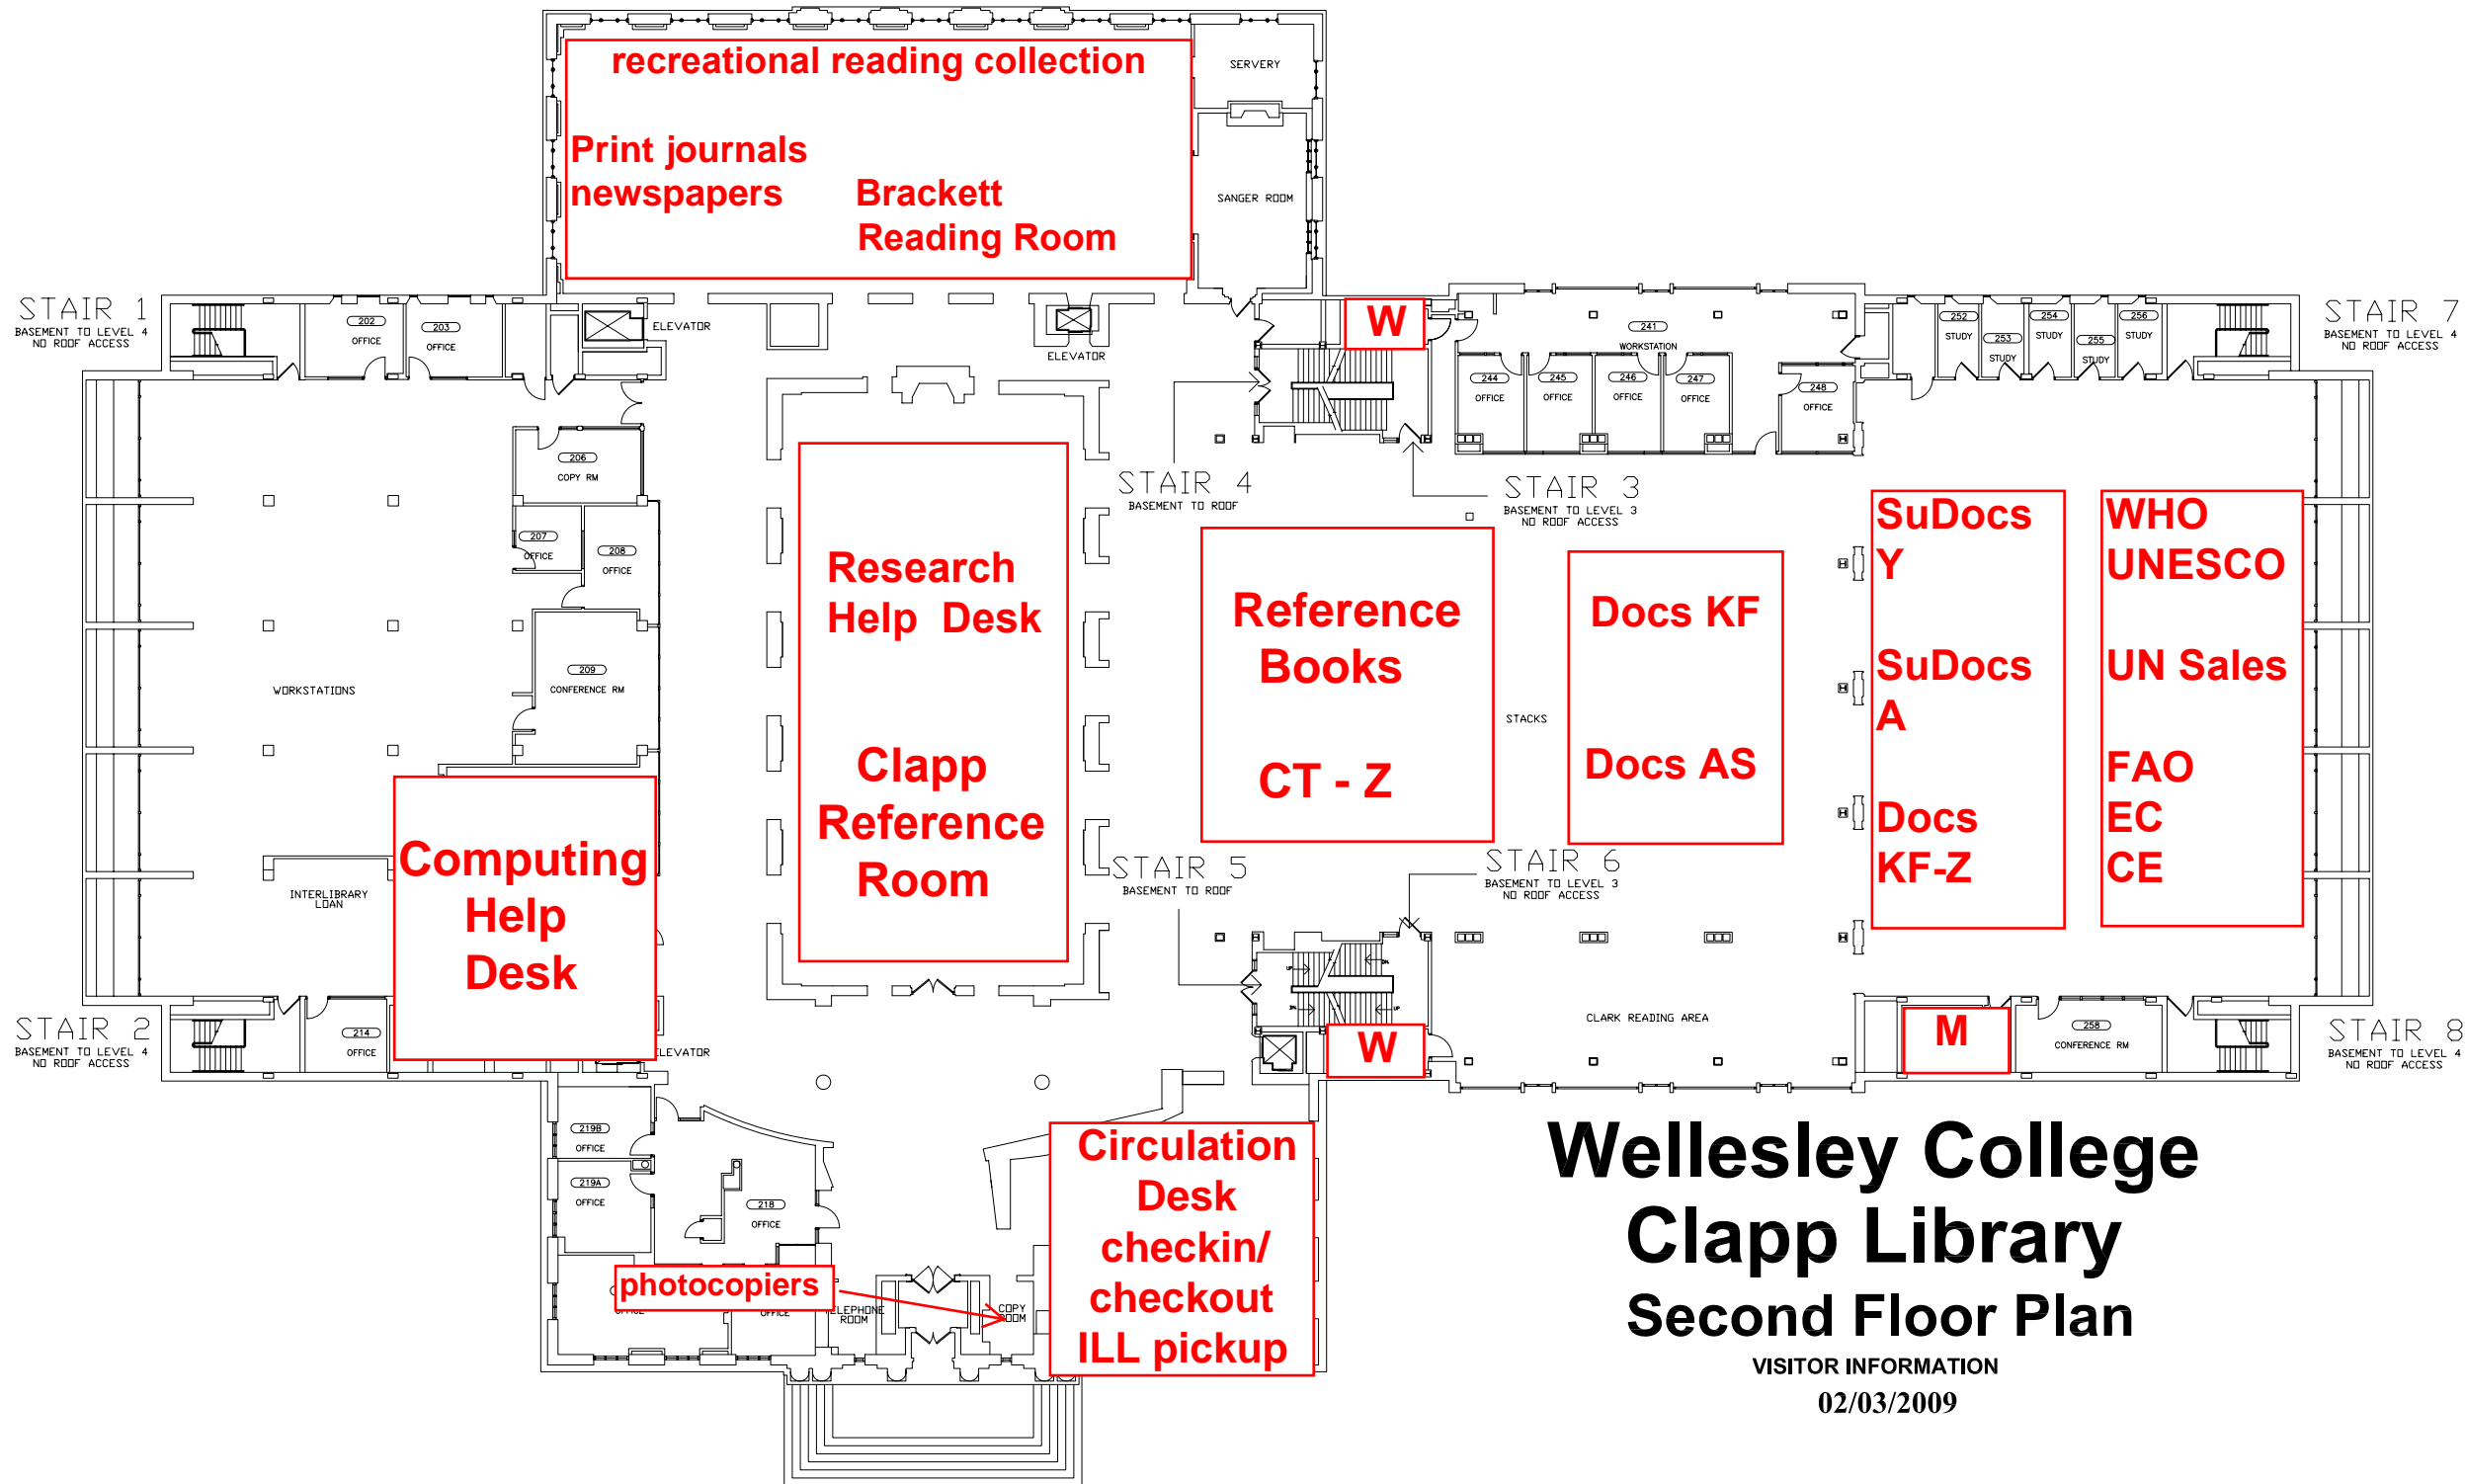 recreational reading collection
Print journals
newspapers
Brackett
Reading Room
SERVERY
SANGER ROOM
STAIR 1
BASEMENT TO LEVEL 4
NO ROOF ACCESS
202
OFFICE
203
OFFICE
ELEVATOR
ELEVATOR
W
241
WORKSTATION
244
OFFICE
245
OFFICE
246
OFFICE
247
OFFICE
248
OFFICE
252
STUDY
253
STUDY
254
STUDY
255
STUDY
256
STUDY
STAIR 7
BASEMENT TO LEVEL 4
NO ROOF ACCESS
206
COPY RM
207
OFFICE
208
OFFICE
209
CONFERENCE RM
WORKSTATIONS
STAIR 4
BASEMENT TO ROOF
STAIR 3
BASEMENT TO LEVEL 3
NO ROOF ACCESS
Research
Help Desk
Clapp
Reference
Room
Reference
Books
CT - Z
STACKS
Docs KF
Docs AS
SuDocs
Y
SuDocs
A
Docs
KF-Z
WHO
UNESCO
UN Sales
FAO
EC
CE
Computing
Help
Desk
INTERLIBRARY
LOAN
STAIR 5
BASEMENT TO ROOF
STAIR 6
BASEMENT TO LEVEL 3
NO ROOF ACCESS
UP
DN
DN
UP
STAIR 2
BASEMENT TO LEVEL 4
NO ROOF ACCESS
214
OFFICE
LEVATOR
W
CLARK READING AREA
M
258
CONFERENCE RM
STAIR 8
BASEMENT TO LEVEL 4
NO ROOF ACCESS
219B
OFFICE
219A
OFFICE
218
OFFICE
photocopiers
OFFICE
OFFICE
ELEPHONE
ROOM
COPY
ROOM
Circulation
Desk
checkin/
checkout
ILL pickup
Wellesley College
Clapp Library
Second Floor Plan
VISITOR INFORMATION
02/03/2009